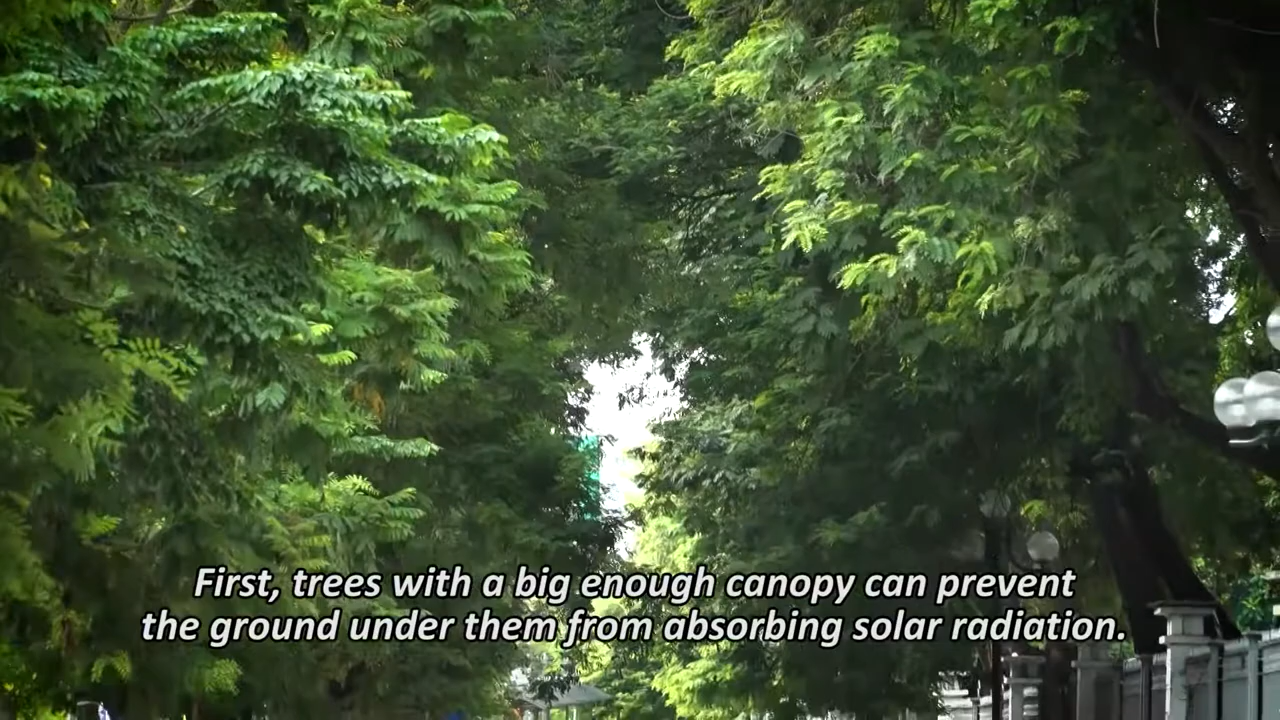 First, trees with a big enough canopy can prevent
the ground under them from absorbing solar radiation.